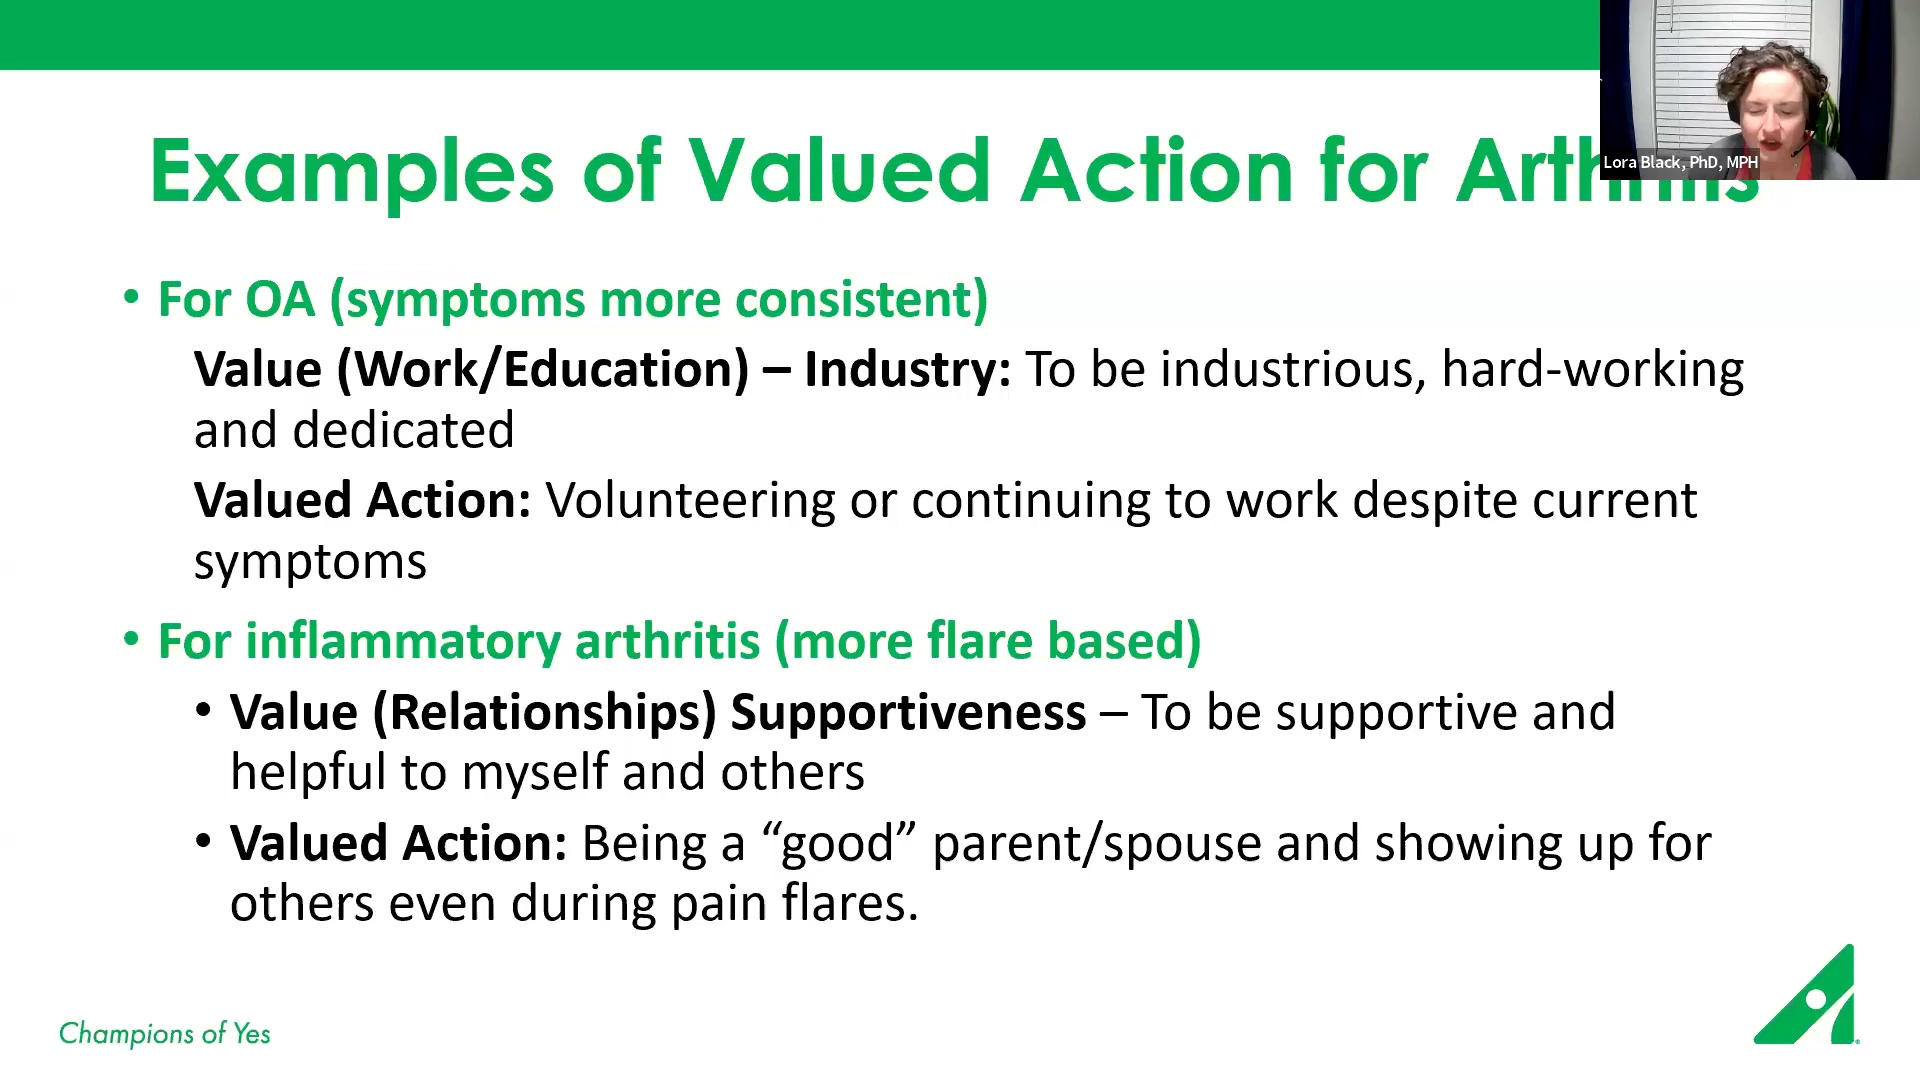 Lora Black, PhD, MPH
Examples of Valued Action for Arthritis
• For OA (symptoms more consistent)
Value (Work/Education) – Industry: To be industrious, hard-working
and dedicated
Valued Action: Volunteering or continuing to work despite current
symptoms
• For inflammatory arthritis (more flare based)
• Value (Relationships) Supportiveness – To be supportive and
helpful to myself and others
• Valued Action: Being a “good” parent/spouse and showing up for
others even during pain flares.
Champions of Yes